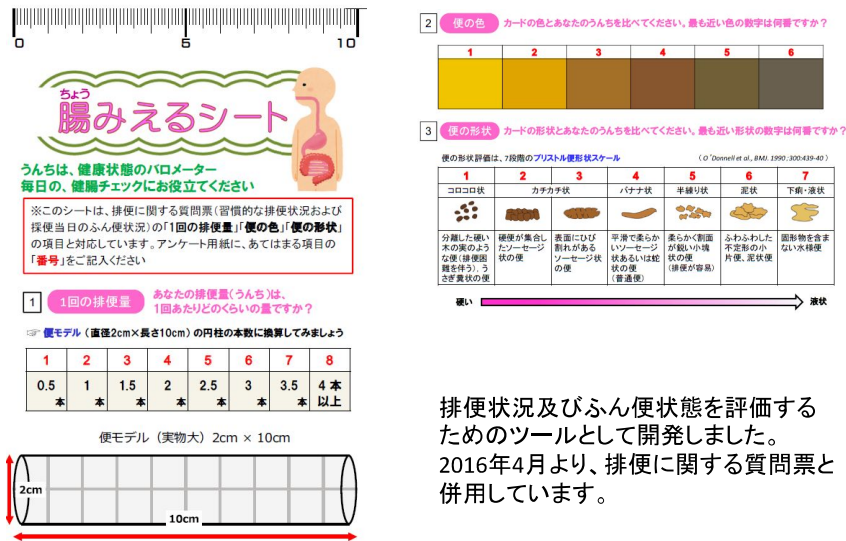 0 5 10
ちょう
腸みえるシート
うんちは、健康状態のバロメーター
毎日の、健腸チェックにお役立てください
※このシートは、排便に関する質問票(習慣的な排便状況および
採便当日のふん便状況)の「1回の排便量」「便の色」「便の形状」
の項目と対応しています。アンケート用紙に、あてはまる項目の
「番号」をご記入ください
1 1回の排便量 あなたの排便量(うんち)は、
1回あたりどのくらいの量ですか?
☞ 便モデル (直径2cm×長さ10cm) の円柱の本数に換算してみましょう
1 2 3 4 5 6 7 8
0.5本 1本 1.5本 2本 2.5本 3本 3.5本 4本以上
便モデル(実物大)2cm × 10cm
2cm
10cm
2 便の色 カードの色とあなたのうんちを比べてください。最も近い色の数字は何番ですか?
1 2 3 4 5 6
3 便の形状 カードの形状とあなたのうんちを比べてください。最も近い形状の数字は何番ですか?
便の形状評価は、7段階のブリストル便形状スケール (O´Donnell et al., BMJ. 1990 :300:439-40 )
1 2 3 4 5 6 7
コロコロ状 カチカチ状 バナナ状 半練り状 泥状 下痢・液状
分離した硬い
木の実のよう
な便(排便困
難を伴う)、う
さぎ糞状の便
硬便が集合し
たソーセージ
状の便
表面にひび
割れがある
ソーセージ状
の便
平滑で柔らか
いソーセージ
状あるいは蛇
状の便
(普通便)
柔らかく割面
が鋭い小塊
状の便
(排便が容易)
ふわふわした
不定形の小
片便、泥状便
固形物を含ま
ない水様便
硬い 液状
排便状況及びふん便状態を評価する
ためのツールとして開発しました。
2016年4月より、排便に関する質問票と
併用しています。